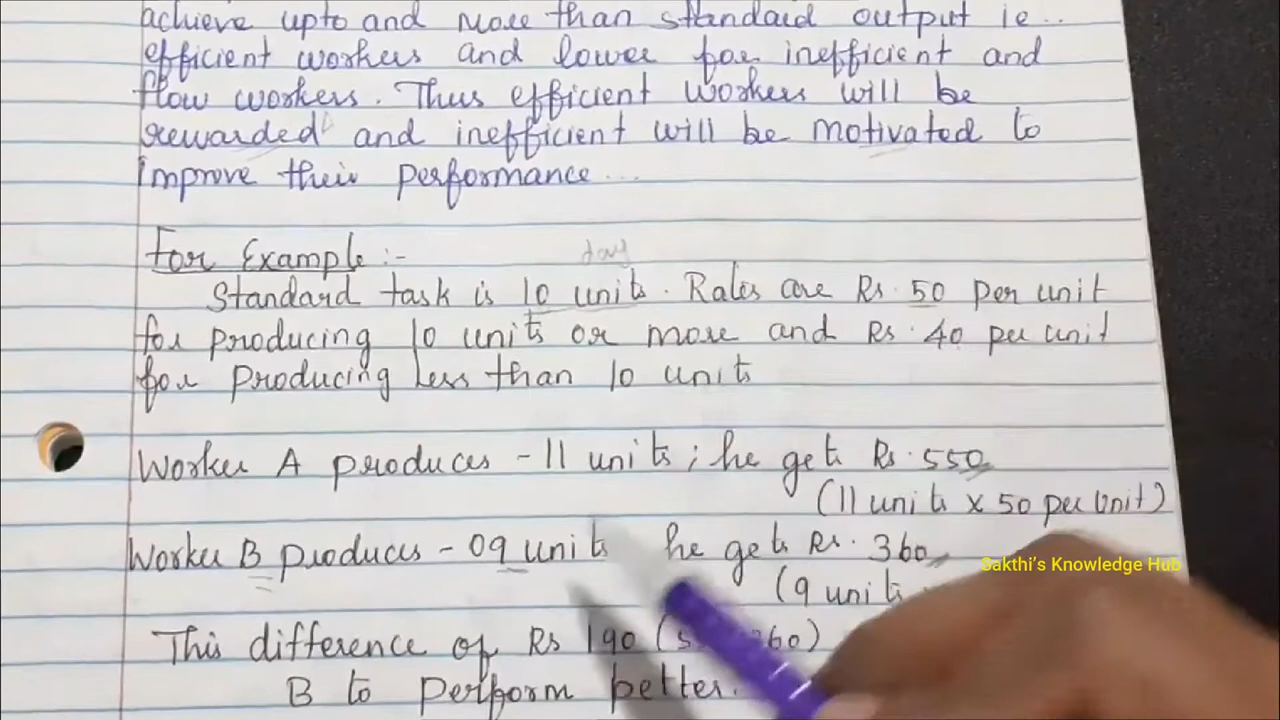 achieve upto and more than standard output ie..
efficient workers and lower for inefficient and
flow workers. Thus efficient workers will be
rewarded and inefficient will be motivated to
improve their performance...
For Example :-
day
Standard task is 10 units. Rates are Rs. 50 per unit
for producing 10 units or more and Rs. 40 per unit
for producing less than 10 units
Worker A produces - 11 units; he gets Rs. 550
(11 units x 50 per unit)
Worker B produces - 09 units he gets Rs. 360
Sakthi's Knowledge Hub
(9 units
This difference of Rs 190 (
60)
B to perform better.